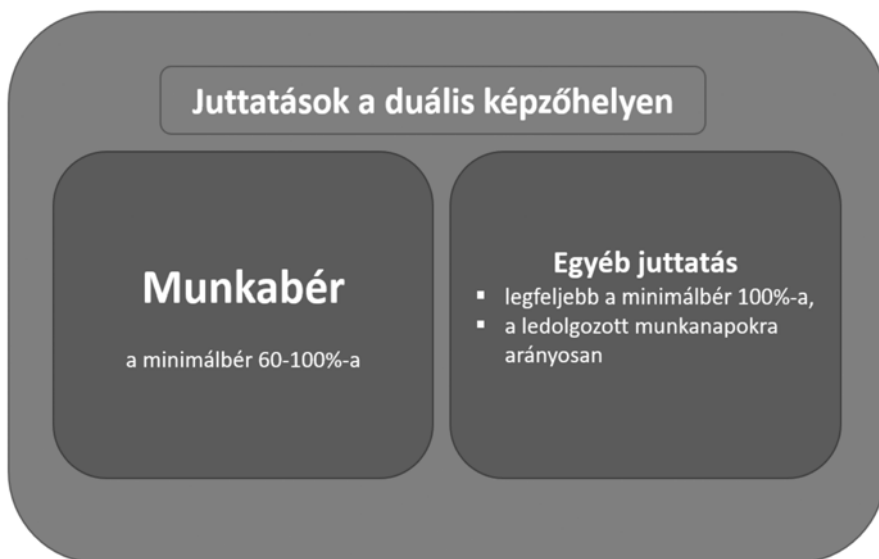 Juttatások a duális képzőhelyen
Munkabér
a minimálbér 60-100%-a
Egyéb juttatás
▪ legfeljebb a minimálbér 100%-a,
▪ a ledolgozott munkanapokra
arányosan